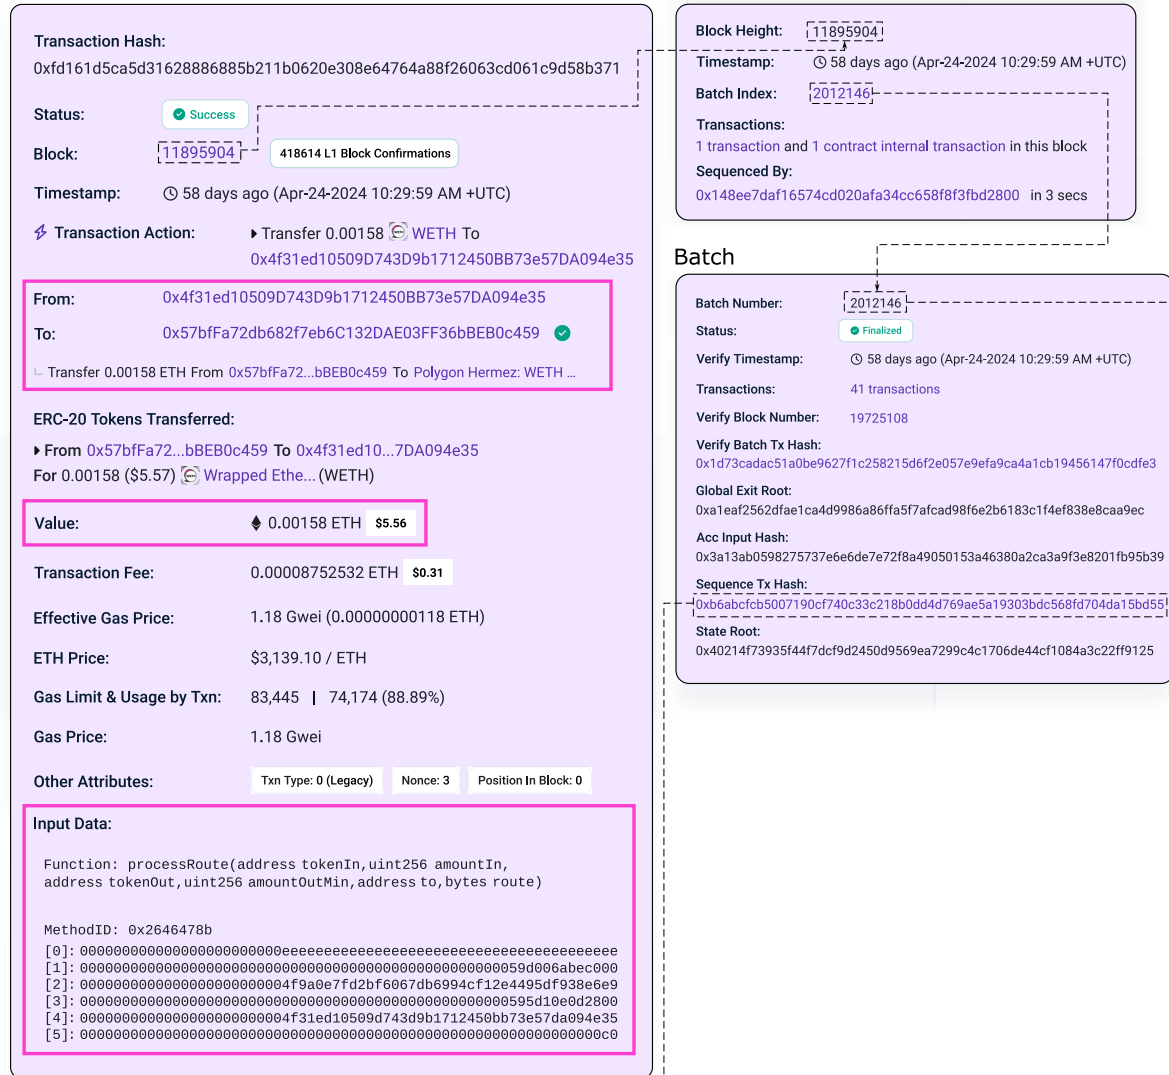 Transaction Hash:
0xfd161d5ca5d31628886885b211b0620e308e64764a88f26063cd061c9d58b371
Status: Success
Block: 11895904 418614 L1 Block Confirmations
Timestamp: 58 days ago (Apr-24-2024 10:29:59 AM +UTC)
Transaction Action: Transfer 0.00158 WETH To
0x4f31ed10509D743D9b1712450BB73e57DA094e35
From: 0x4f31ed10509D743D9b1712450BB73e57DA094e35
To: 0x57bfFa72db682f7eb6C132DAE03FF36bBEB0c459
Transfer 0.00158 ETH From 0x57bfFa72...bBEB0c459 To Polygon Hermez: WETH ...
ERC-20 Tokens Transferred:
From 0x57bfFa72...bBEB0c459 To 0x4f31ed10...7DA094e35
For 0.00158 ($5.57) Wrapped Ethe... (WETH)
Value: 0.00158 ETH $5.56
Transaction Fee: 0.00008752532 ETH $0.31
Effective Gas Price: 1.18 Gwei (0.00000000118 ETH)
ETH Price: $3,139.10 / ETH
Gas Limit & Usage by Txn: 83,445 | 74,174 (88.89%)
Gas Price: 1.18 Gwei
Other Attributes: Txn Type: 0 (Legacy) Nonce: 3 Position In Block: 0
Input Data:
Function: processRoute(address tokenIn,uint256 amountIn,
address tokenOut,uint256 amountOutMin,address to,bytes route)
MethodID: 0x2646478b
[0]: 000000000000000000000000eeeeeeeeeeeeeeeeeeeeeeeeeeeeeeeeeeeeeeee
[1]: 00000000000000000000000000000000000000000000000000059d006abec000
[2]: 0000000000000000000000004f9a0e7fd2bf6067db6994cf12e4495df938e6e9
[3]: 000000000000000000000000000000000000000000000000000595d10e0d2800
[4]: 0000000000000000000000004f31ed10509d743d9b1712450bb73e57da094e35
[5]: 00000000000000000000000000000000000000000000000000000000000000c0
Block Height: 11895904
Timestamp: 58 days ago (Apr-24-2024 10:29:59 AM +UTC)
Batch Index: 2012146
Transactions:
1 transaction and 1 contract internal transaction in this block
Sequenced By:
0x148ee7daf16574cd020afa34cc658f8f3fbd2800 in 3 secs
Batch
Batch Number: 2012146
Status: Finalized
Verify Timestamp: 58 days ago (Apr-24-2024 10:29:59 AM +UTC)
Transactions: 41 transactions
Verify Block Number: 19725108
Verify Batch Tx Hash:
0x1d73cadac51a0be9627f1c258215d6f2e057e9efa9ca4a1cb19456147f0cdfe3
Global Exit Root:
0xa1eaf2562dfae1ca4d9986a86ffa5f7afcad98f6e2b6183c1f4ef838e8caa9ec
Acc Input Hash:
0x3a13ab0598275737e6e6de7e72f8a49050153a46380a2ca3a9f3e8201fb95b39
Sequence Tx Hash:
0xb6abcfcb5007190cf740c33c218b0dd4d769ae5a19303bdc568fd704da15bd55
State Root:
0x40214f73935f44f7dcf9d2450d9569ea7299c4c1706de44cf1084a3c22ff9125